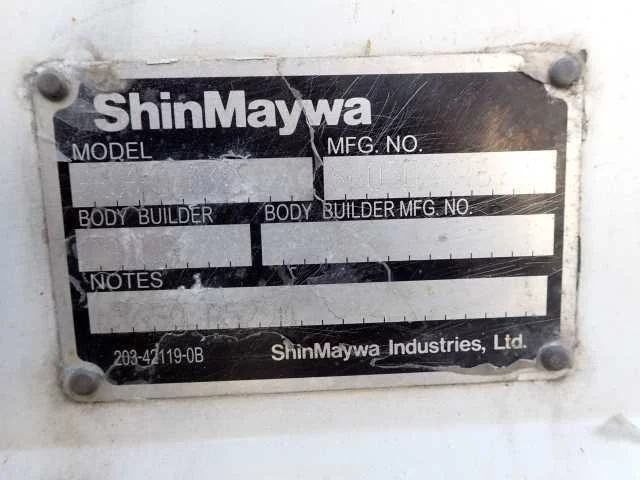 ShinMaywa
MODEL MFG. NO.
BODY BUILDER BODY BUILDER MFG. NO.
NOTES
203-42119-0B ShinMaywa Industries, Ltd.